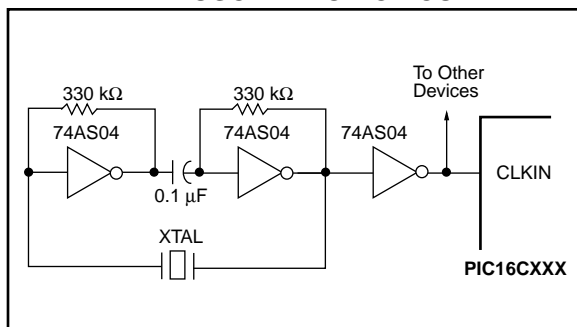 To Other
Devices
330 kΩ
330 kΩ
74AS04
74AS04
74AS04
0.1 µF
CLKIN
XTAL
PIC16CXXX